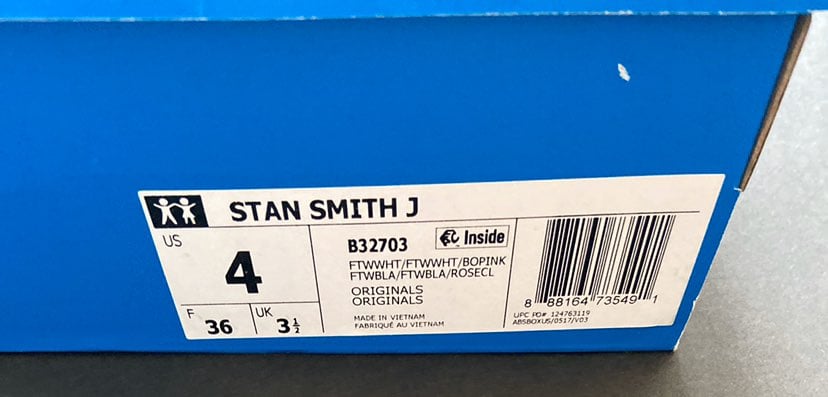 STAN SMITH J
US
4
F
36
UK
3½
B32703
Inside
FTWWHT/FTWWHT/BOPINK
FTWBLA/FTWBLA/ROSECL
ORIGINALS
ORIGINALS
MADE IN VIETNAM
FABRIQUÉ AU VIETNAM
8 88164 73549 1
UPC PO# 124763119
ABSBOXUS/0517/V03